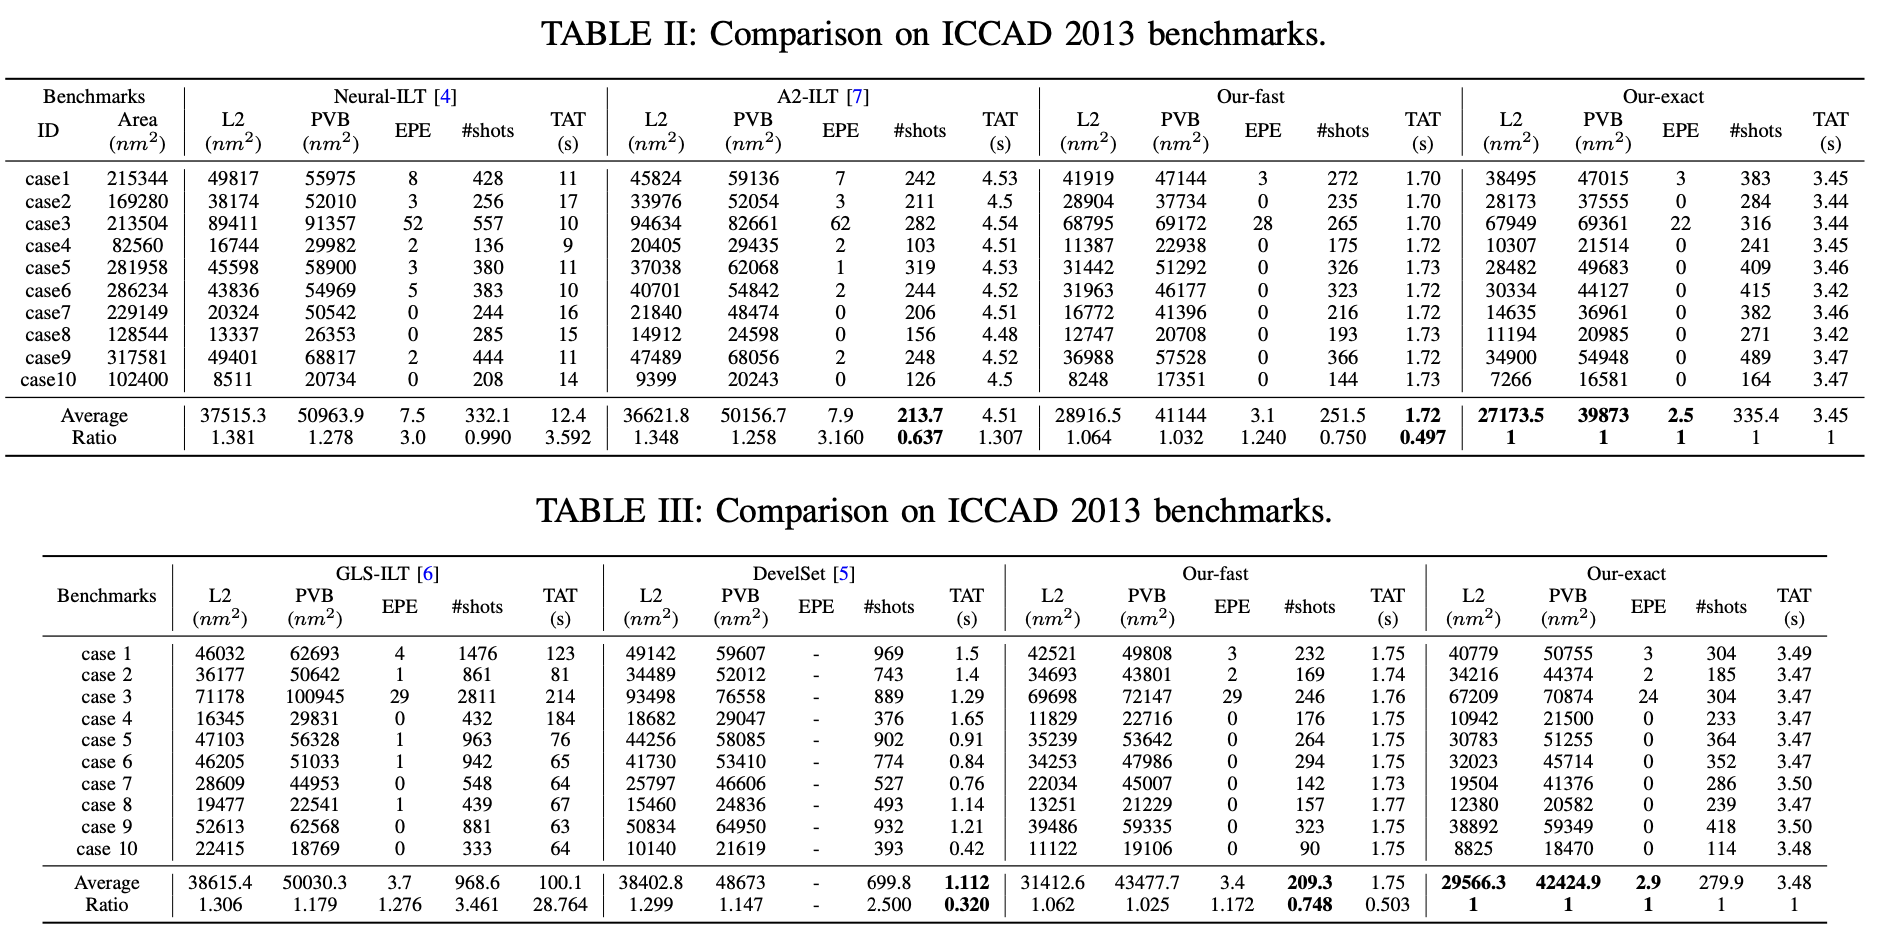 TABLE II: Comparison on ICCAD 2013 benchmarks.
Benchmarks Neural-ILT [4] A2-ILT [7] Our-fast Our-exact
ID Area (nm²) L2 (nm²) PVB (nm²) EPE #shots TAT (s) L2 (nm²) PVB (nm²) EPE #shots TAT (s) L2 (nm²) PVB (nm²) EPE #shots TAT (s) L2 (nm²) PVB (nm²) EPE #shots TAT (s)
case1 215344 49817 55975 8 428 11 45824 59136 7 242 4.53 41919 47144 3 272 1.70 38495 47015 3 383 3.45
case2 169280 38174 52010 3 256 17 33976 52054 3 211 4.5 28904 37734 0 235 1.70 28173 37555 0 284 3.44
case3 213504 89411 91357 52 557 10 94634 82661 62 282 4.54 68795 69172 28 265 1.70 67949 69361 22 316 3.44
case4 82560 16744 29982 2 136 9 20405 29435 2 103 4.51 11387 22938 0 175 1.72 10307 21514 0 241 3.45
case5 281958 45598 58900 3 380 11 37038 62068 1 319 4.53 31442 51292 0 326 1.73 28482 49683 0 409 3.46
case6 286234 43836 54969 5 383 10 40701 54842 2 244 4.52 31963 46177 0 323 1.72 30334 44127 0 415 3.42
case7 229149 20324 50542 0 244 16 21840 48474 0 206 4.51 16772 41396 0 216 1.72 14635 36961 0 382 3.46
case8 128544 13337 26353 0 285 15 14912 24598 0 156 4.48 12747 20708 0 193 1.73 11194 20985 0 271 3.42
case9 317581 49401 68817 2 444 11 47489 68056 2 248 4.52 36988 57528 0 366 1.72 34900 54948 0 489 3.47
case10 102400 8511 20734 0 208 14 9399 20243 0 126 4.5 8248 17351 0 144 1.73 7266 16581 0 164 3.47
Average 37515.3 50963.9 7.5 332.1 12.4 36621.8 50156.7 7.9 213.7 4.51 28916.5 41144 3.1 251.5 1.72 27173.5 39873 2.5 335.4 3.45
Ratio 1.381 1.278 3.0 0.990 3.592 1.348 1.258 3.160 0.637 1.307 1.064 1.032 1.240 0.750 0.497 1 1 1 1 1
TABLE III: Comparison on ICCAD 2013 benchmarks.
Benchmarks GLS-ILT [6] DevelSet [5] Our-fast Our-exact
L2 (nm²) PVB (nm²) EPE #shots TAT (s) L2 (nm²) PVB (nm²) EPE #shots TAT (s) L2 (nm²) PVB (nm²) EPE #shots TAT (s) L2 (nm²) PVB (nm²) EPE #shots TAT (s)
case 1 46032 62693 4 1476 123 49142 59607 - 969 1.5 42521 49808 3 232 1.75 40779 50755 3 304 3.49
case 2 36177 50642 1 861 81 34489 52012 - 743 1.4 34693 43801 2 169 1.74 34216 44374 2 185 3.47
case 3 71178 100945 29 2811 214 93498 76558 - 889 1.29 69698 72147 29 246 1.76 67209 70874 24 304 3.47
case 4 16345 29831 0 432 184 18682 29047 - 376 1.65 11829 22716 0 176 1.75 10942 21500 0 233 3.47
case 5 47103 56328 1 963 76 44256 58085 - 902 0.91 35239 53642 0 264 1.75 30783 51255 0 364 3.47
case 6 46205 51033 1 942 65 41730 53410 - 774 0.84 34253 47986 0 294 1.75 32023 45714 0 352 3.47
case 7 28609 44953 0 548 64 25797 46606 - 527 0.76 22034 45007 0 142 1.73 19504 41376 0 286 3.50
case 8 19477 22541 1 439 67 15460 24836 - 493 1.14 13251 21229 0 157 1.77 12380 20582 0 239 3.47
case 9 52613 62568 0 881 63 50834 64950 - 932 1.21 39486 59335 0 323 1.75 38892 59349 0 418 3.50
case 10 22415 18769 0 333 64 10140 21619 - 393 0.42 11122 19106 0 90 1.75 8825 18470 0 114 3.48
Average 38615.4 50030.3 3.7 968.6 100.1 38402.8 48673 - 699.8 1.112 31412.6 43477.7 3.4 209.3 1.75 29566.3 42424.9 2.9 279.9 3.48
Ratio 1.306 1.179 1.276 3.461 28.764 1.299 1.147 - 2.500 0.320 1.062 1.025 1.172 0.748 0.503 1 1 1 1 1